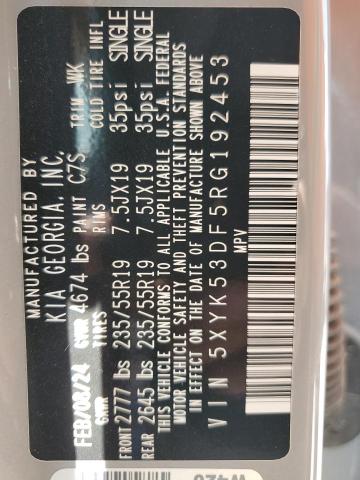 MANUFACTURED BY
KIA GEORGIA, INC.
FEB/08/24 GVWR 4674 lbs PAINT C7S TRIM WK
GAWR TIRES RIMS COLD TIRE INFL
FRONT 2777 lbs 235/55R19 7.5JX19 35psi SINGLE
REAR 2645 lbs 235/55R19 7.5JX19 35psi SINGLE
THIS VEHICLE CONFORMS TO ALL APPLICABLE U.S.A. FEDERAL
MOTOR VEHICLE SAFETY AND THEFT PREVENTION STANDARDS
IN EFFECT ON THE DATE OF MANUFACTURE SHOWN ABOVE
VIN 5XYK53DF5RG192453
MPV